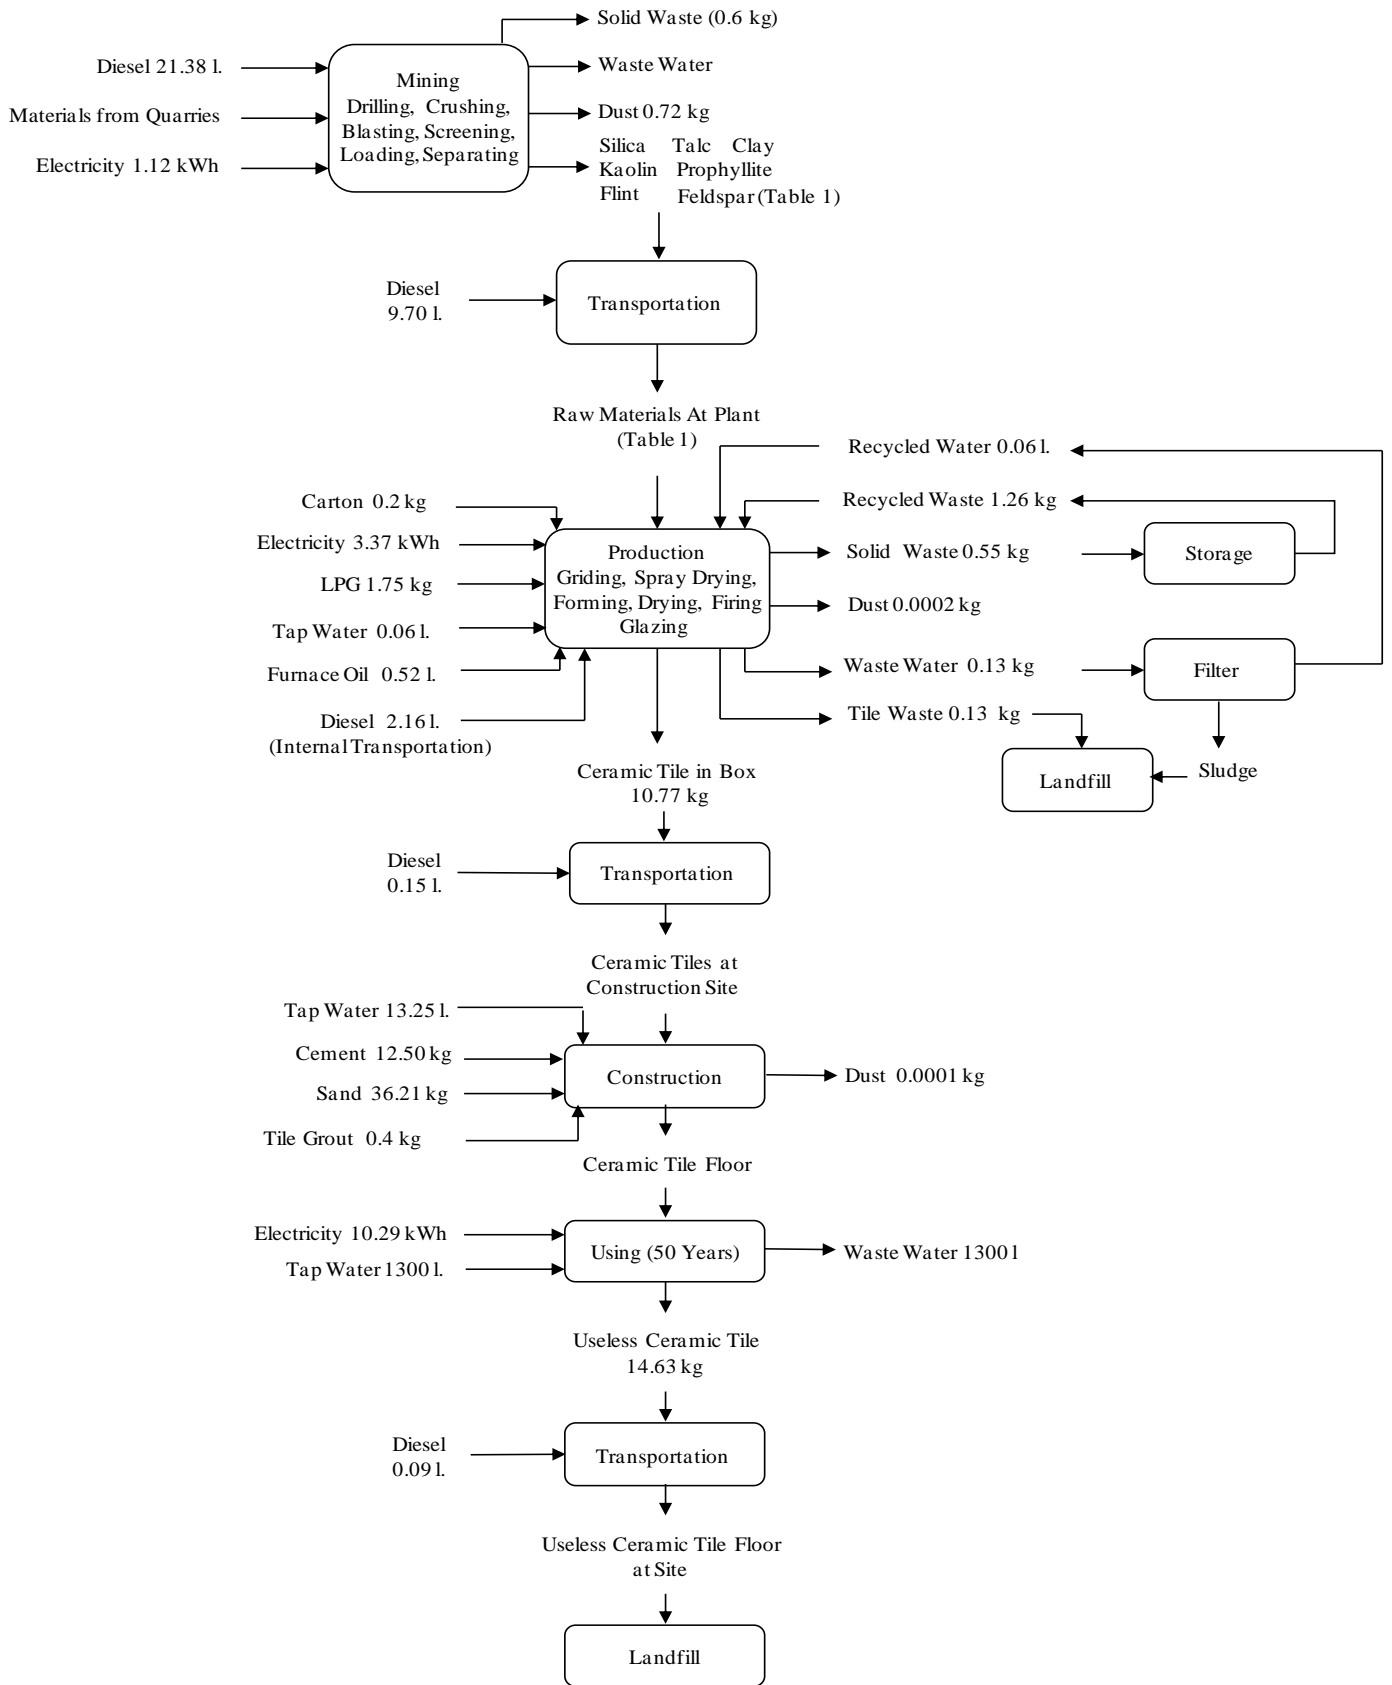 Solid Waste (0.6 kg)
Diesel 21.38 l.
Materials from Quarries
Electricity 1.12 kWh
Mining
Drilling, Crushing,
Blasting, Screening,
Loading, Separating
Waste Water
Dust 0.72 kg
Silica Talc Clay
Kaolin Prophyllite
Flint Feldspar (Table 1)
Diesel
9.70 l.
Transportation
Raw Materials At Plant
(Table 1)
Recycled Water 0.06 l.
Recycled Waste 1.26 kg
Carton 0.2 kg
Electricity 3.37 kWh
LPG 1.75 kg
Tap Water 0.06 l.
Furnace Oil 0.52 l.
Diesel 2.16 l.
(Internal Transportation)
Production
Griding, Spray Drying,
Forming, Drying, Firing
Glazing
Solid Waste 0.55 kg
Storage
Dust 0.0002 kg
Waste Water 0.13 kg
Filter
Tile Waste 0.13 kg
Landfill
Sludge
Ceramic Tile in Box
10.77 kg
Diesel
0.15 l.
Transportation
Ceramic Tiles at
Construction Site
Tap Water 13.25 l.
Cement 12.50 kg
Sand 36.21 kg
Tile Grout 0.4 kg
Construction
Dust 0.0001 kg
Ceramic Tile Floor
Electricity 10.29 kWh
Tap Water 1300 l.
Using (50 Years)
Waste Water 1300 l
Useless Ceramic Tile
14.63 kg
Diesel
0.09 l.
Transportation
Useless Ceramic Tile Floor
at Site
Landfill